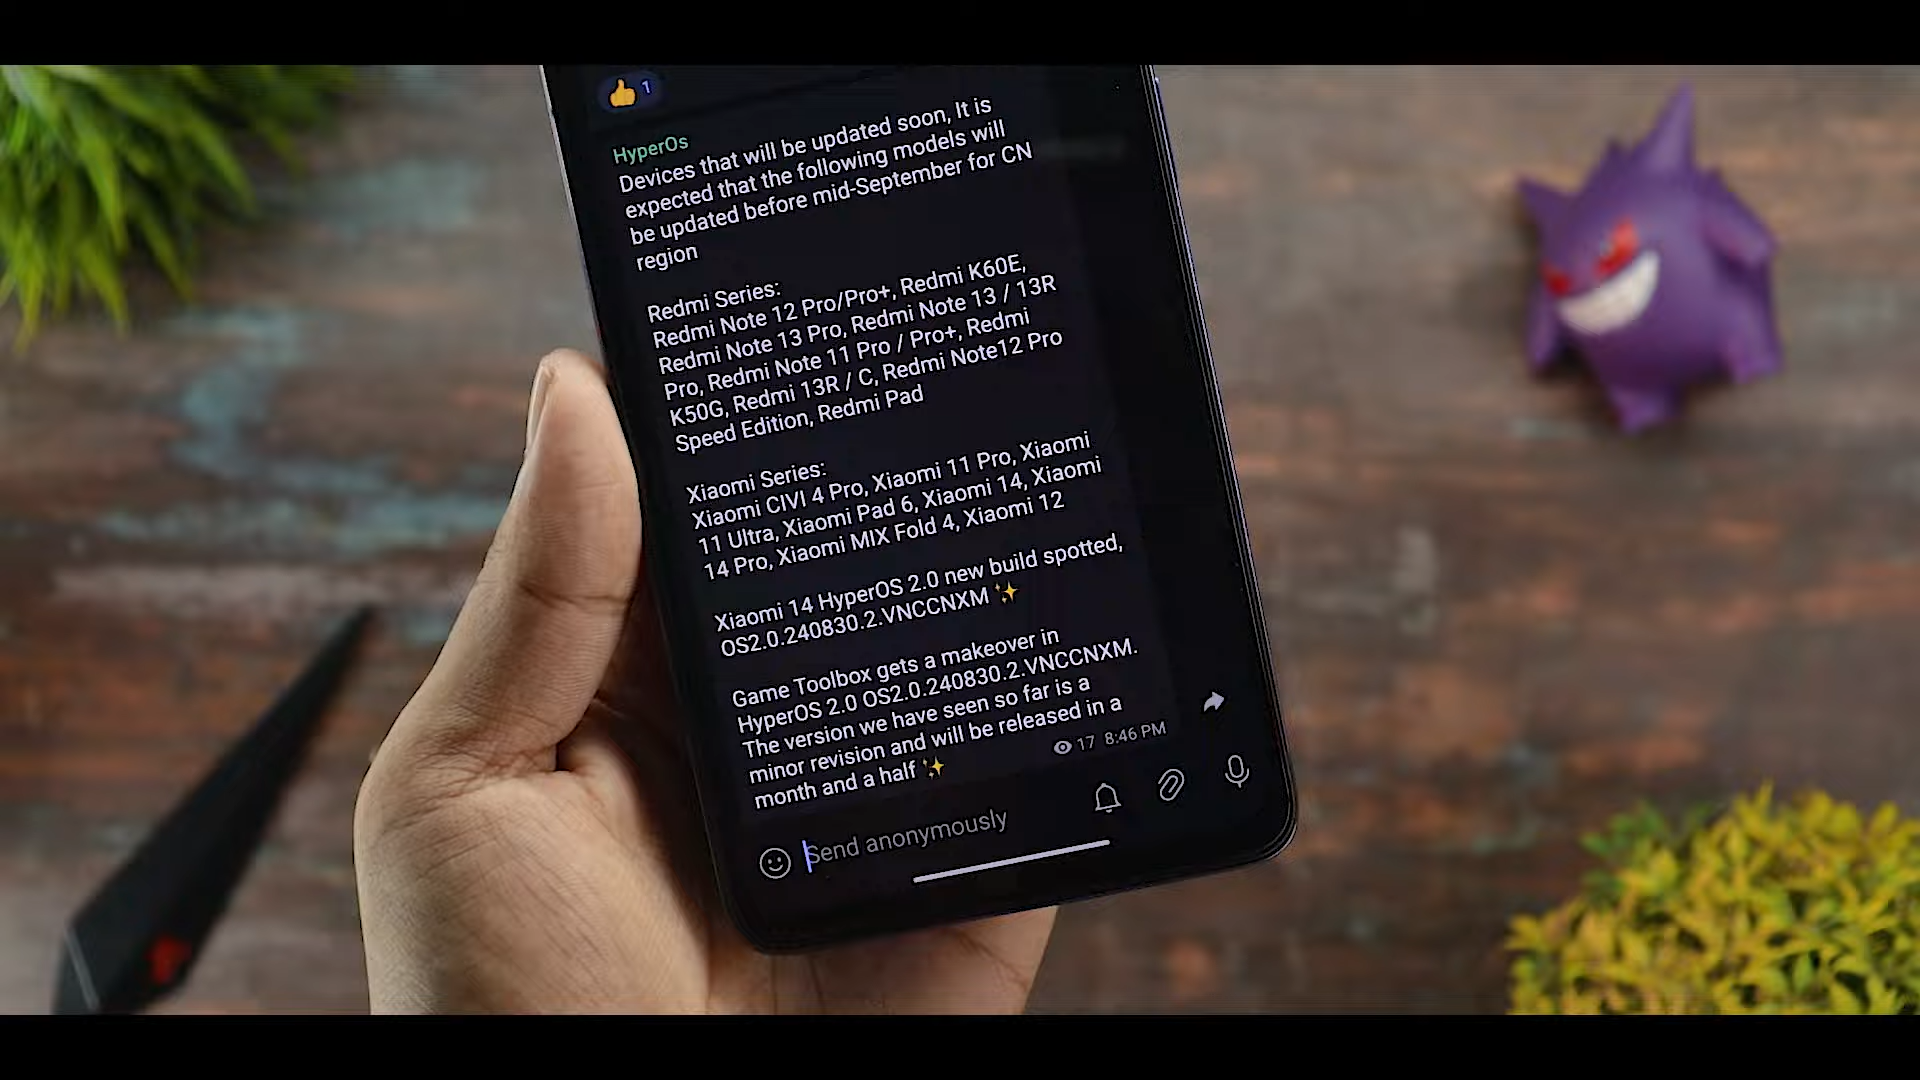 1
HyperOs
Devices that will be updated soon, It is
expected that the following models will
be updated before mid-September for CN
region
Redmi Series:
Redmi Note 12 Pro/Pro+, Redmi K60E,
Redmi Note 13 Pro, Redmi Note 13 / 13R
Pro, Redmi Note 11 Pro / Pro+, Redmi
K50G, Redmi 13R / C, Redmi Note12 Pro
Speed Edition, Redmi Pad
Xiaomi Series:
Xiaomi CIVI 4 Pro, Xiaomi 11 Pro, Xiaomi
11 Ultra, Xiaomi Pad 6, Xiaomi 14, Xiaomi
14 Pro, Xiaomi MIX Fold 4, Xiaomi 12
Xiaomi 14 HyperOS 2.0 new build spotted,
OS2.0.240830.2.VNCCNXM ✨
Game Toolbox gets a makeover in
HyperOS 2.0 OS2.0.240830.2.VNCCNXM.
The version we have seen so far is a
minor revision and will be released in a
month and a half ✨
17 8:46 PM
Send anonymously